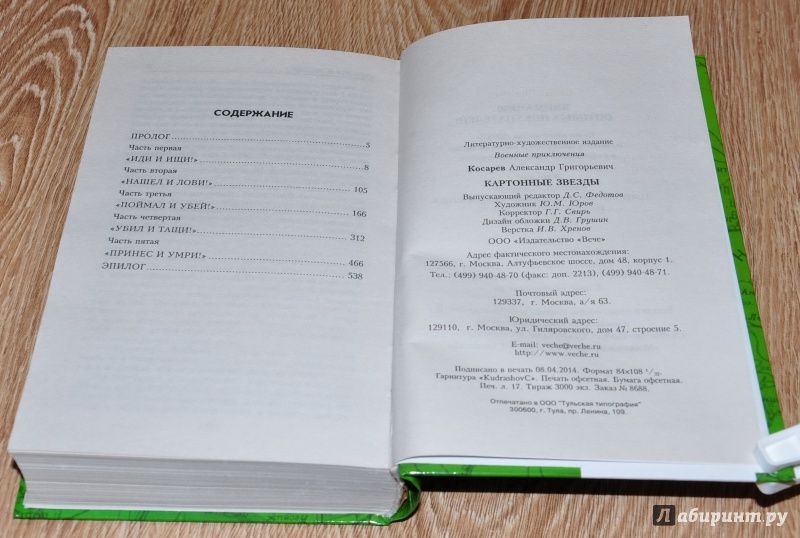 СОДЕРЖАНИЕ
ПРОЛОГ 5
Часть первая
«ИДИ И ИЩИ!» 8
Часть вторая
«НАШЕЛ И ЛОВИ!» 105
Часть третья
«ПОЙМАЛ И УБЕЙ!» 166
Часть четвертая
«УБИЛ И ТАЩИ!» 312
Часть пятая
«ПРИНЕС И УМРИ!» 466
ЭПИЛОГ 538
Литературно-художественное издание
Военные приключения
Косарев Александр Григорьевич
КАРТОННЫЕ ЗВЕЗДЫ
Выпускающий редактор Д.С. Федотов
Художник Ю.М. Юров
Корректор Г.Г. Свирь
Дизайн обложки Д.В. Грушин
Верстка И.В. Хренов
ООО «Издательство «Вече»
Адрес фактического местонахождения:
127566, г. Москва, Алтуфьевское шоссе, дом 48, корпус 1.
Тел.: (499) 940-48-70 (факс: доп. 2213), (499) 940-48-71.
Почтовый адрес:
129337, г. Москва, а/я 63.
Юридический адрес:
129110, г. Москва, ул. Гиляровского, дом 47, строение 5.
E-mail: veche@veche.ru
http://www.veche.ru
Подписано в печать 08.04.2014. Формат 84х108 1/32.
Гарнитура «KudrashovC». Печать офсетная. Бумага офсетная.
Печ. л. 17. Тираж 3000 экз. Заказ № 8688.
Отпечатано в ООО "Тульская типография"
300600, г. Тула, пр. Ленина, 109.
Лабиринт.ру